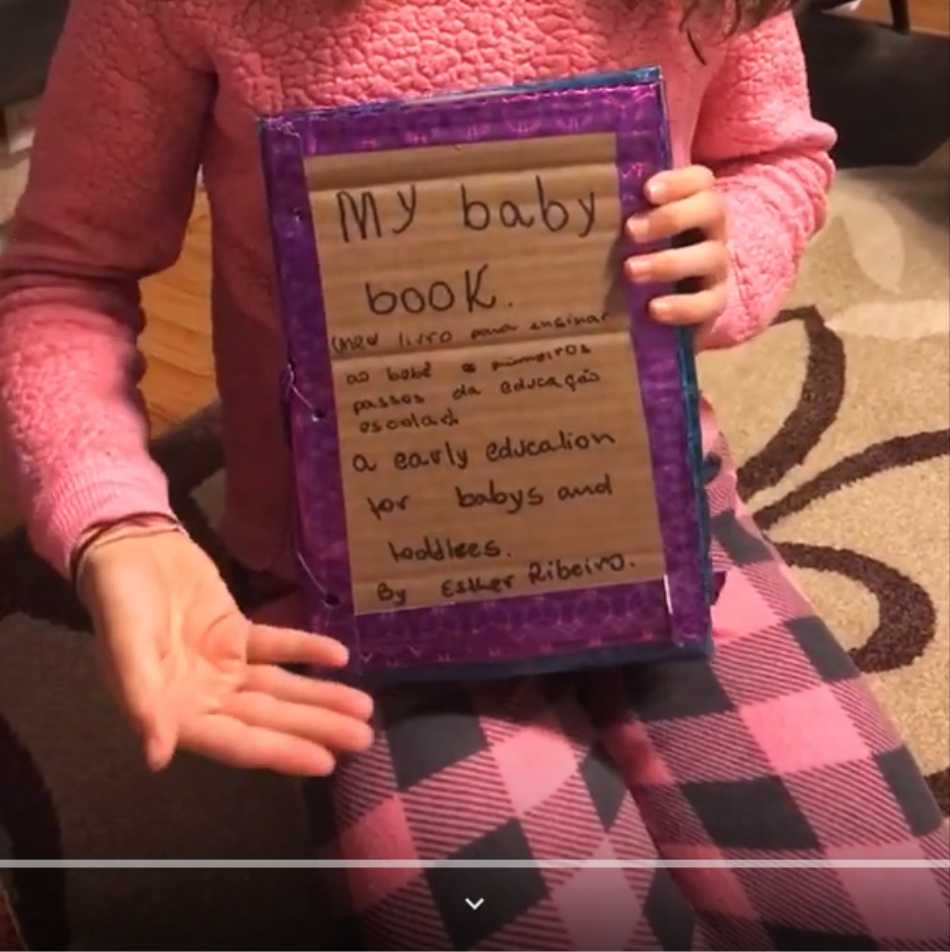 My baby
book.
meu livro para ensinar
ao bebê os primeiros
passos da educação
escolar.
a early education
for babys and
toddlees.
By Esther Ribeiro.